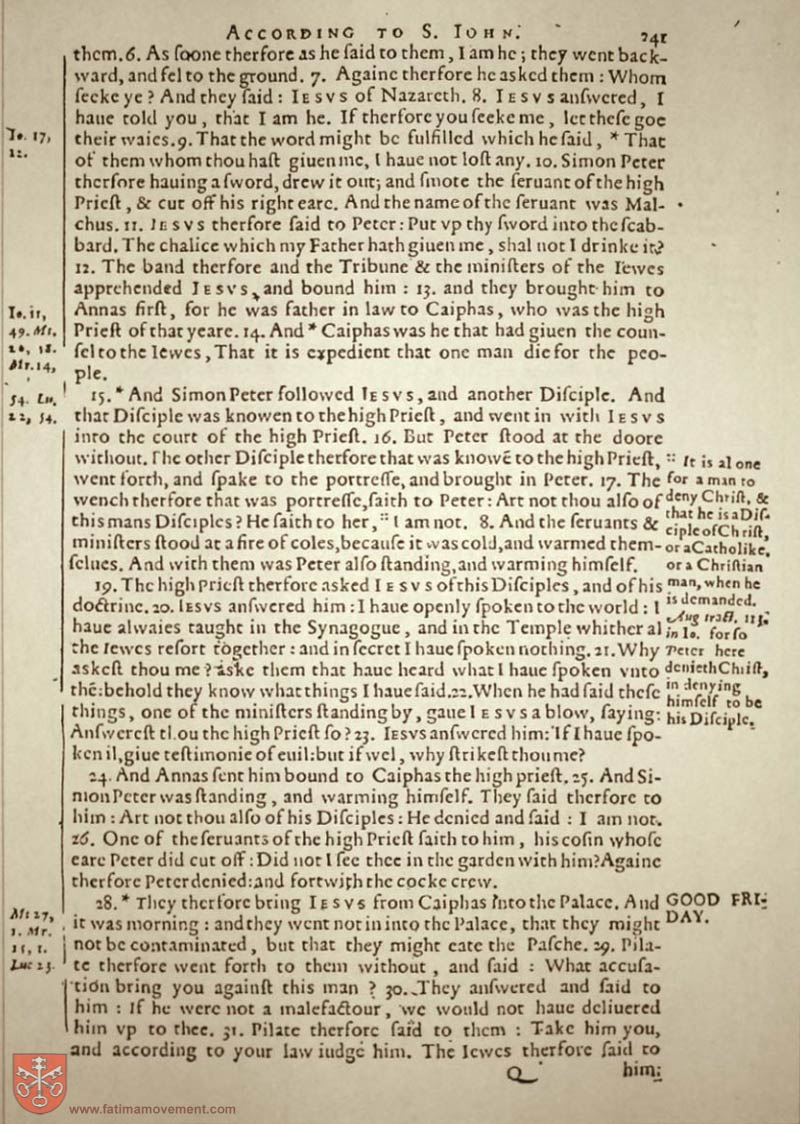 ACCORDING TO S. IOHN.
241
them.6. As ſoone therfore as he ſaid to them, I am he; they went back-
ward, and fel to the ground. 7. Againe therfore he asked them: Whom
ſeeke ye? And they ſaid: IESVS of Nazareth. 8. IESVS anſwered, I
haue told you, that I am he. If therfore you ſeeke me, let theſe goe
their waies.9. That the word might be fulfilled which he ſaid, * That
of them whom thou haſt giuen me, I haue not loſt any. 10. Simon Peter
therfore hauing a ſword, drew it out; and ſmote the ſeruant of the high
Prieſt, & cut off his right eare. And the name of the ſeruant was Mal-
chus. 11. IESVS therfore ſaid to Peter: Put vp thy ſword into the ſcab-
bard. The chalice which my Father hath giuen me, shal not I drinke it?
12. The band therfore and the Tribune & the miniſters of the Iewes
apprehended IESVS, and bound him: 13. and they brought him to
Annas firſt, for he was father in law to Caiphas, who was the high
Prieſt of that yeare. 14. And * Caiphas was he that had giuen the coun-
ſel to the Iewes, That it is expedient that one man die for the peo-
ple.
15. * And Simon Peter followed IESVS, and another Diſciple. And
that Diſciple was knowen to the high Prieſt, and went in with IESVS
into the court of the high Prieſt. 16. But Peter ſtood at the doore
without. The other Diſciple therfore that was knowē to the high Prieſt,
went forth, and ſpake to the portreſſe, and brought in Peter. 17. The
wench therfore that was portreſſe, ſaith to Peter: Art not thou alſo of
this mans Diſciples? He ſaith to her, :: I am not. 8. And the ſeruants &
miniſters ſtood at a fire of coles, becauſe it was cold, and warmed them-
ſelues. And with them was Peter alſo ſtanding, and warming himſelf.
19. The high Prieſt therfore asked IESVS of this Diſciples, and of his
doctrine. 20. IESVS anſwered him: I haue openly ſpoken to the world: I
haue alwaies taught in the Synagogue, and in the Temple whither al
the Iewes reſort together: and in ſecret I haue ſpoken nothing. 21. Why
askeſt thou me? aske them that haue heard what I haue ſpoken vnto
thē: behold they know what things I haue ſaid. 22. When he had ſaid theſe
things, one of the miniſters ſtanding by, gaue IESVS a blow, ſaying:
Anſwereſt thou the high Prieſt ſo? 23. IESVS anſwered him: If I haue ſpo-
ken il, giue teſtimonie of euil: but if wel, why ſtrikeſt thou me?
24. And Annas ſent him bound to Caiphas the high prieſt. 25. And Si-
mon Peter was ſtanding, and warming himſelf. They ſaid therfore to
him: Art not thou alſo of his Diſciples: He denied and ſaid: I am not.
26. One of the ſeruants of the high Prieſt ſaith to him, his coſin whoſe
eare Peter did cut off: Did not I ſee thee in the garden with him? Againe
therfore Peter denied: and fortwith the cocke crew.
28. * They therfore bring IESVS from Caiphas into the Palace. And
it was morning: and they went not in into the Palace, that they might
not be contaminated, but that they might eate the Paſche. 29. Pila-
te therfore went forth to them without, and ſaid: What accuſa-
tion bring you againſt this man? 30. They anſwered and ſaid to
him: If he were not a malefactour, we would not haue deliuered
him vp to thee. 31. Pilate therfore ſaid to them: Take him you,
and according to your law iudge him. The Iewes therfore ſaid to
Q
him:
Io. 17,
12.
Io. 11,
49. Mt.
Mr. 14,
54. Lu.
22, 54.
Mt 27,
1. Mr.
15, 1.
Luc 23.
:: It is al one
for a man to
deny Chriſt, &
that he is a Diſ-
ciple of Chriſt,
or a Catholike,
or a Chriſtian
man, when he
is demanded.
Aug tract. 113.
in Io. for ſo
Peter here
denieth Chriſt,
in denying
himſelf to be
his Diſciple.
GOOD FRI-
DAY.
www.fatimamovement.com